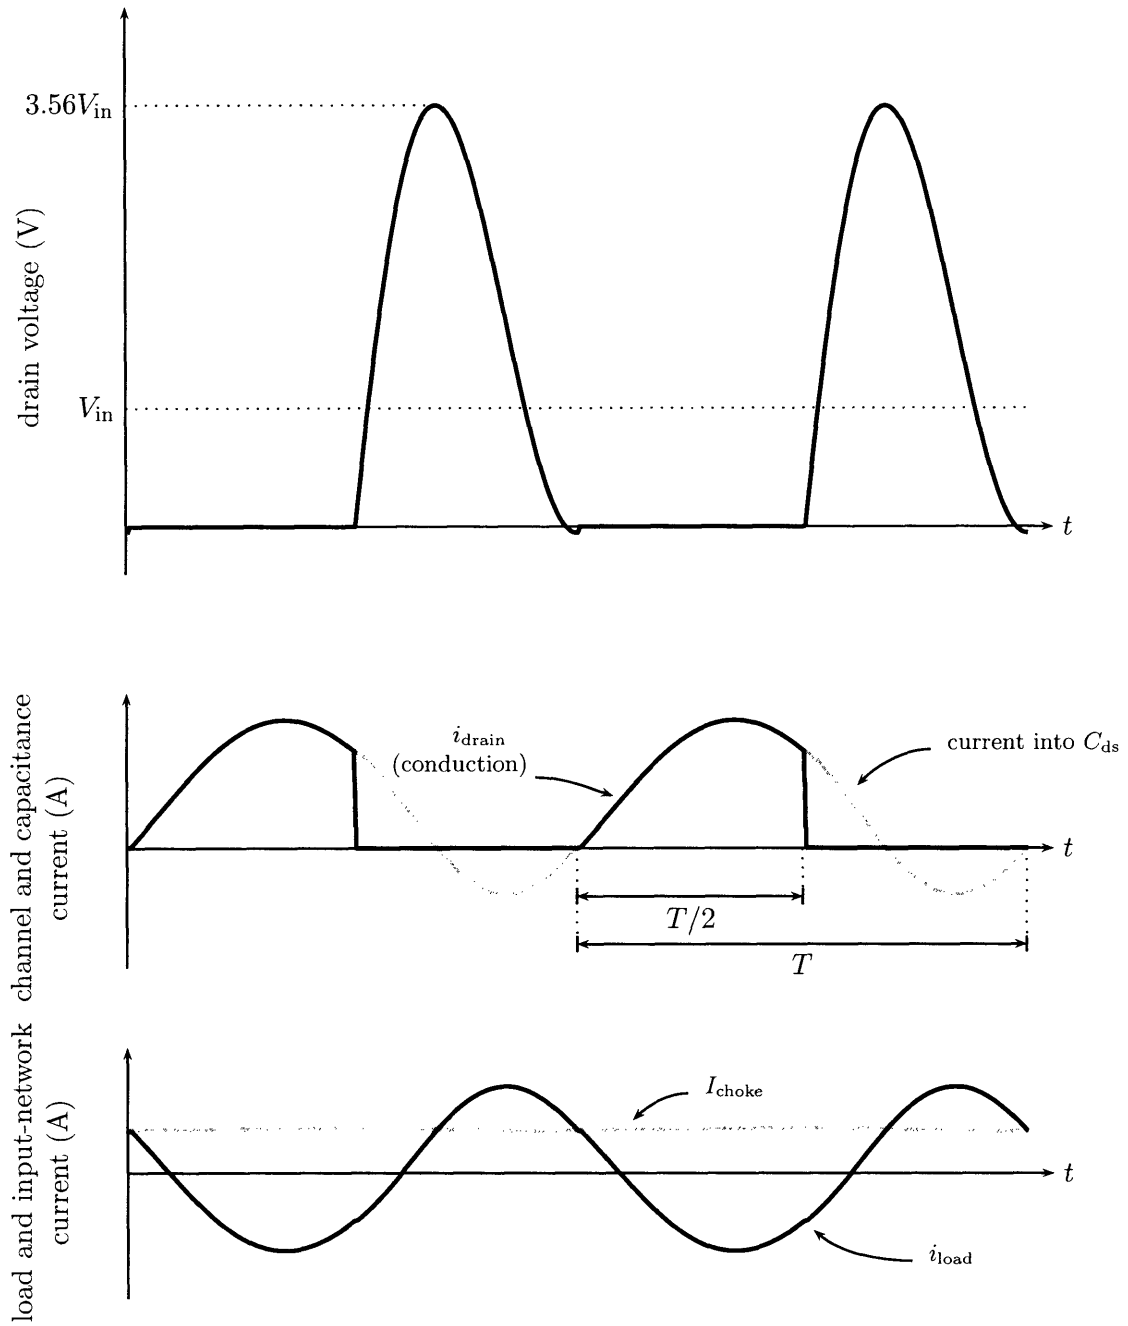 3.56V_in
V_in
drain voltage (V)
t
i_drain
(conduction)
current into C_ds
t
channel and capacitance
current (A)
T/2
T
I_choke
t
i_load
load and input-network
current (A)